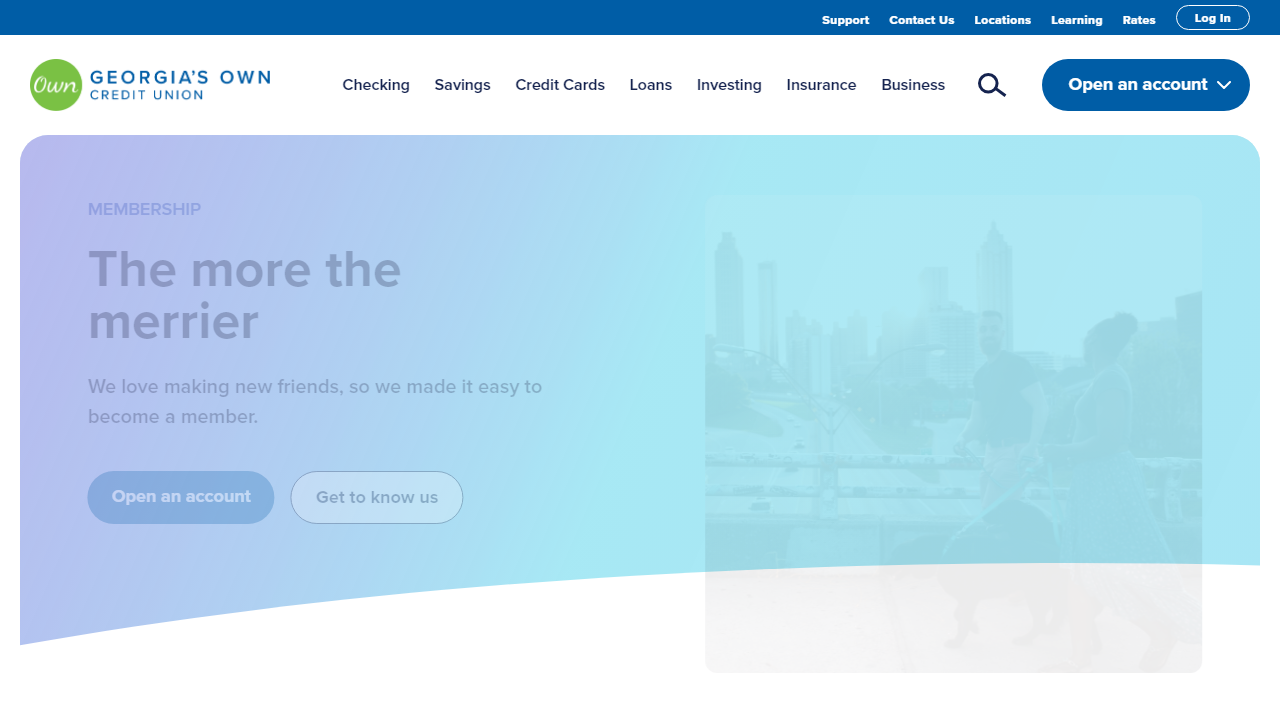 Support Contact Us Locations Learning Rates Log In
Own GEORGIA'S OWN
CREDIT UNION
Checking Savings Credit Cards Loans Investing Insurance Business Open an account
MEMBERSHIP
The more the
merrier
We love making new friends, so we made it easy to
become a member.
Open an account Get to know us